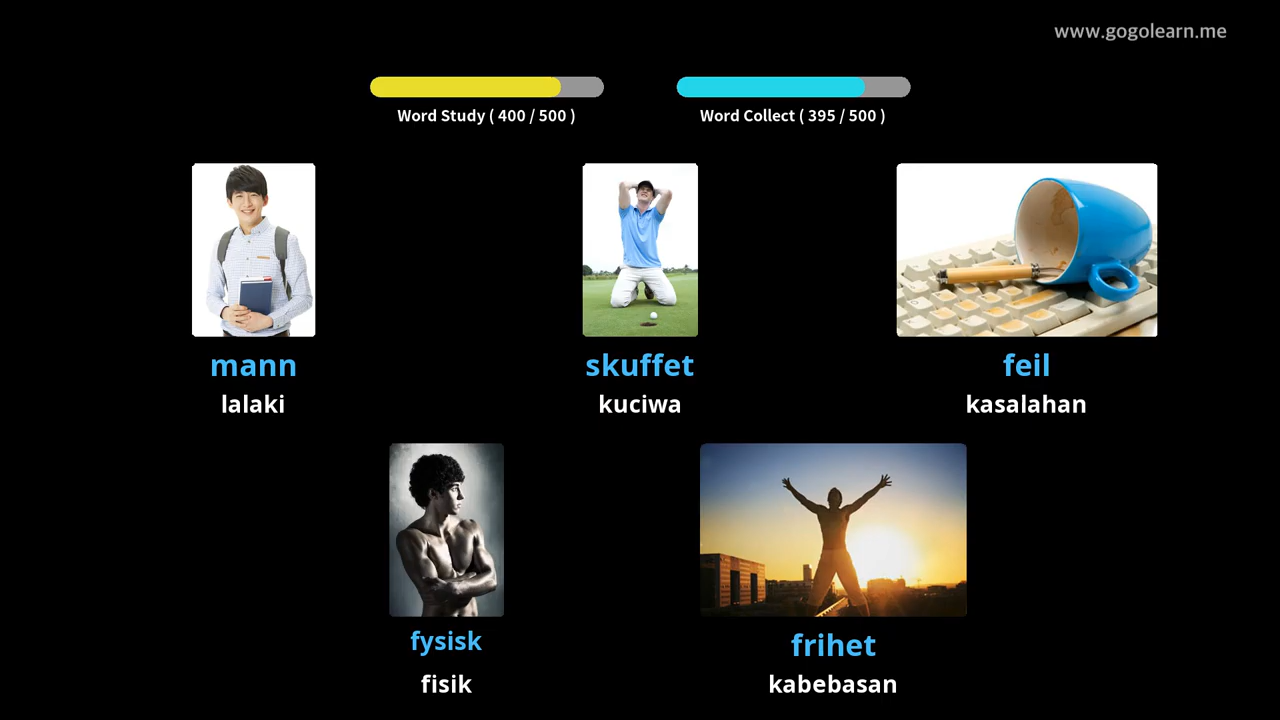 www.gogolearn.me
Word Study ( 400 / 500 )
Word Collect ( 395 / 500 )
mann
lalaki
skuffet
kuciwa
feil
kasalahan
fysisk
fisik
frihet
kabebasan